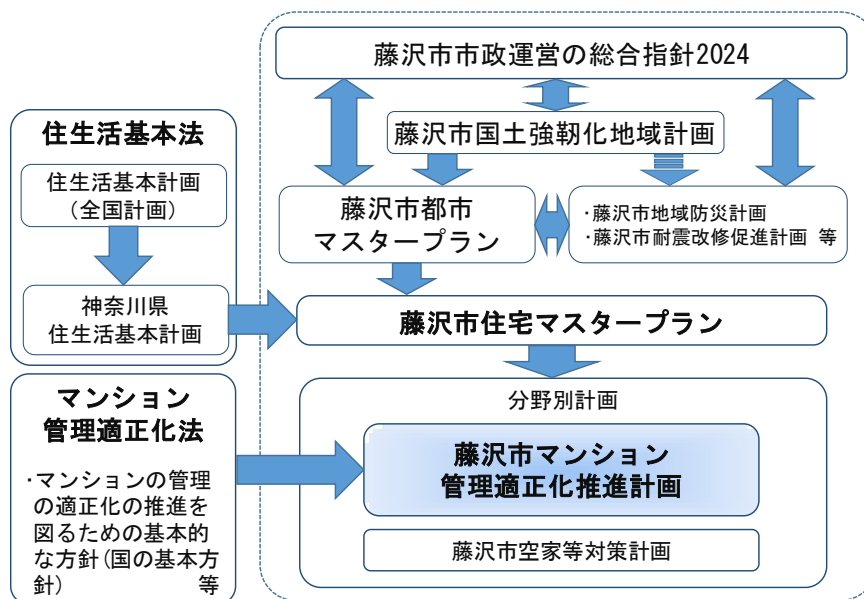 藤沢市市政運営の総合指針2024
藤沢市国土強靭化地域計画
住生活基本法
住生活基本計画
(全国計画)
神奈川県
住生活基本計画
藤沢市都市
マスタープラン
・藤沢市地域防災計画
・藤沢市耐震改修促進計画 等
藤沢市住宅マスタープラン
マンション
管理適正化法
・マンションの管理
の適正化の推進を
図るための基本的
な方針(国の基本方
針) 等
分野別計画
藤沢市マンション
管理適正化推進計画
藤沢市空家等対策計画